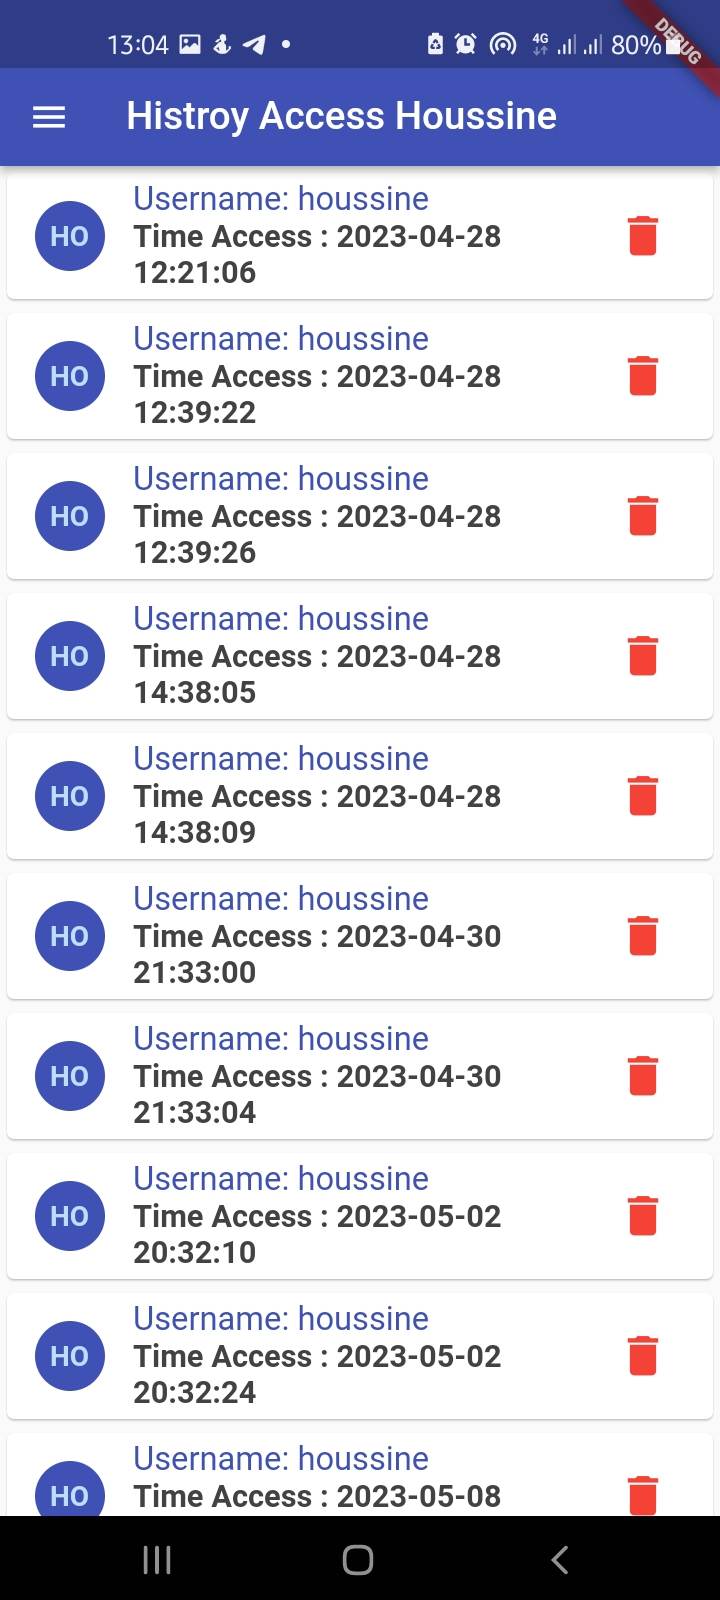 13:04 4G 80%
DEBUG
Histroy Access Houssine
Username: houssine
HO Time Access : 2023-04-28
12:21:06
Username: houssine
HO Time Access : 2023-04-28
12:39:22
Username: houssine
HO Time Access : 2023-04-28
12:39:26
Username: houssine
HO Time Access : 2023-04-28
14:38:05
Username: houssine
HO Time Access : 2023-04-28
14:38:09
Username: houssine
HO Time Access : 2023-04-30
21:33:00
Username: houssine
HO Time Access : 2023-04-30
21:33:04
Username: houssine
HO Time Access : 2023-05-02
20:32:10
Username: houssine
HO Time Access : 2023-05-02
20:32:24
Username: houssine
HO Time Access : 2023-05-08